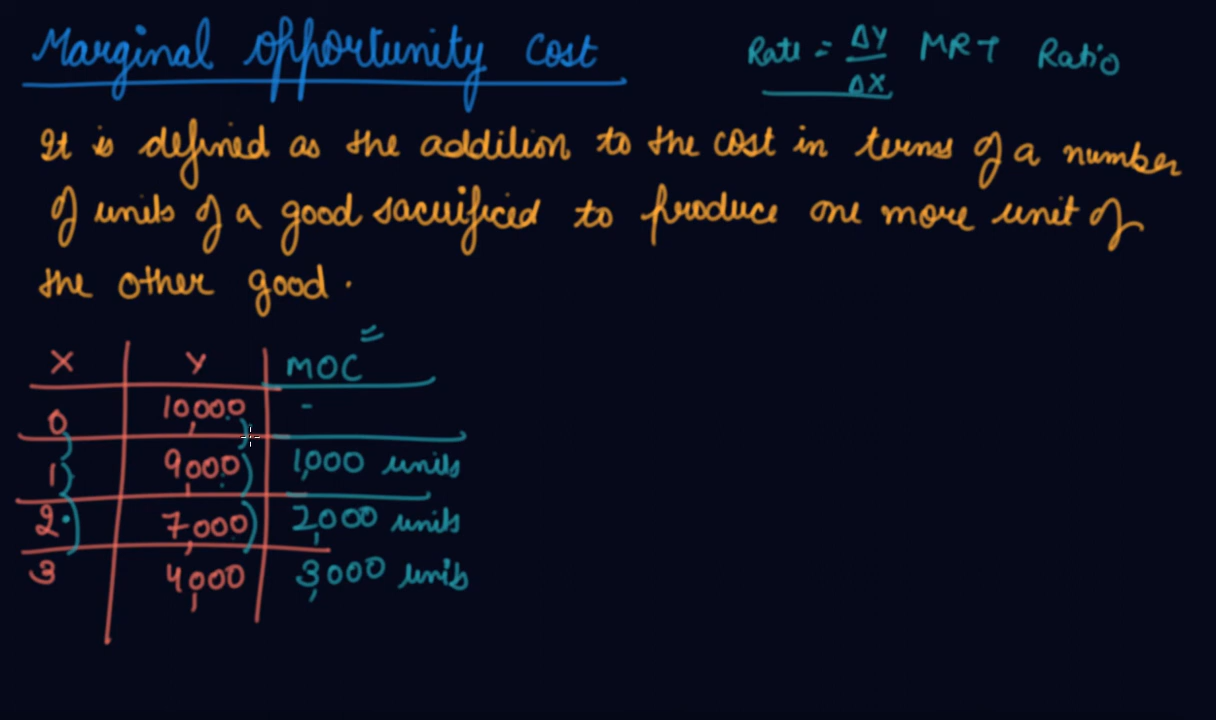 Marginal opportunity Cost
Rate = ΔY/ΔX MRT Ratio
It is defined as the addition to the cost in terms of a number
of units of a good sacrificed to produce one more unit of
the other good.
X Y MOC =
0 10,000 -
1 9,000 1,000 units
2 7,000 2,000 units
3 4,000 3,000 units